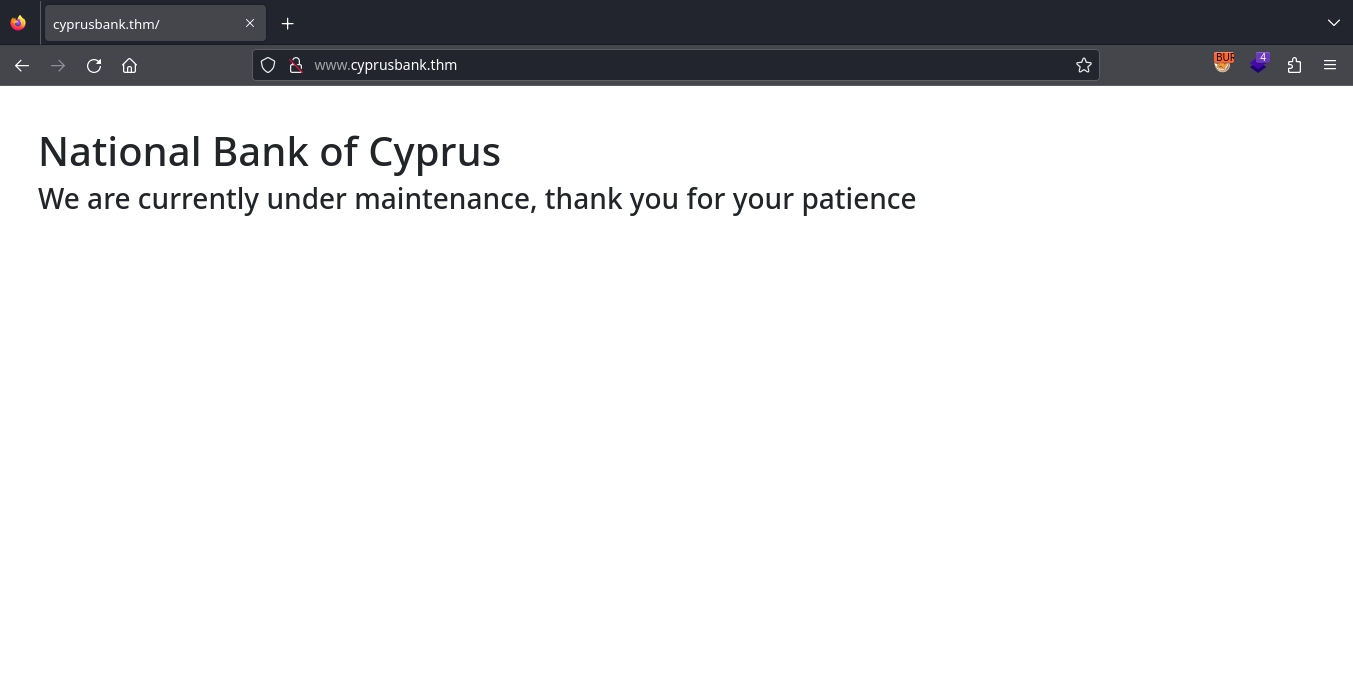 cyprusbank.thm/
www.cyprusbank.thm
BUR
4
National Bank of Cyprus
We are currently under maintenance, thank you for your patience